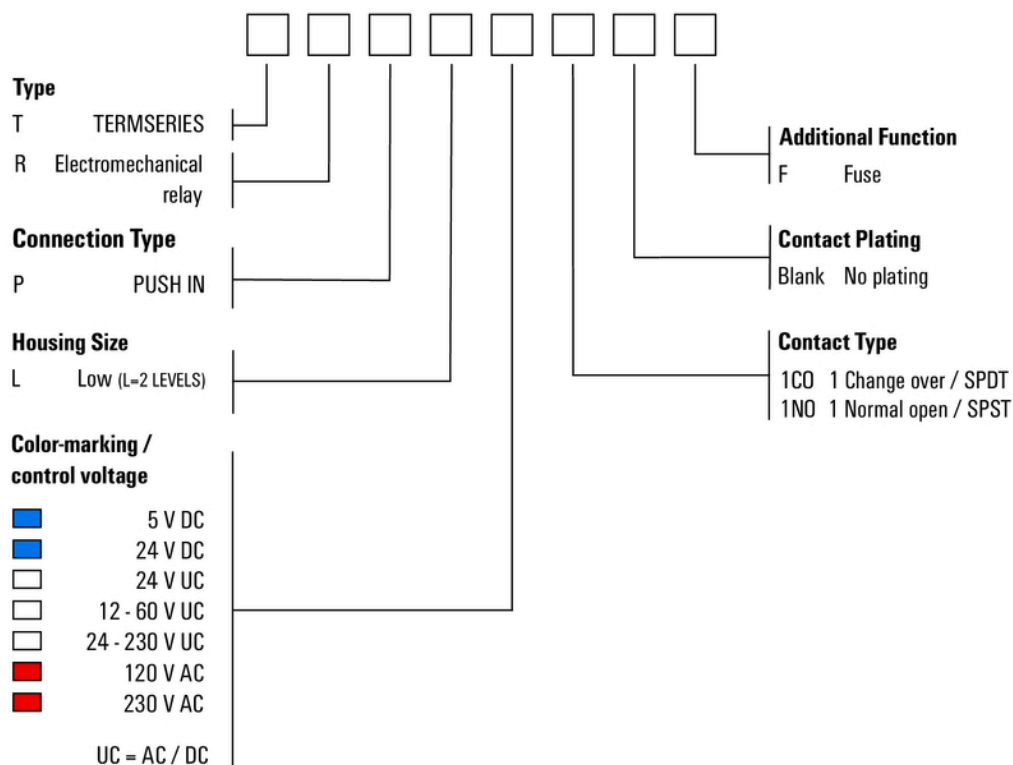 Type
T TERMSERIES
R Electromechanical
relay
Connection Type
P PUSH IN
Housing Size
L Low (L=2 LEVELS)
Color-marking /
control voltage
5 V DC
24 V DC
24 V UC
12 - 60 V UC
24 - 230 V UC
120 V AC
230 V AC
UC = AC / DC
Additional Function
F Fuse
Contact Plating
Blank No plating
Contact Type
1CO 1 Change over / SPDT
1NO 1 Normal open / SPST